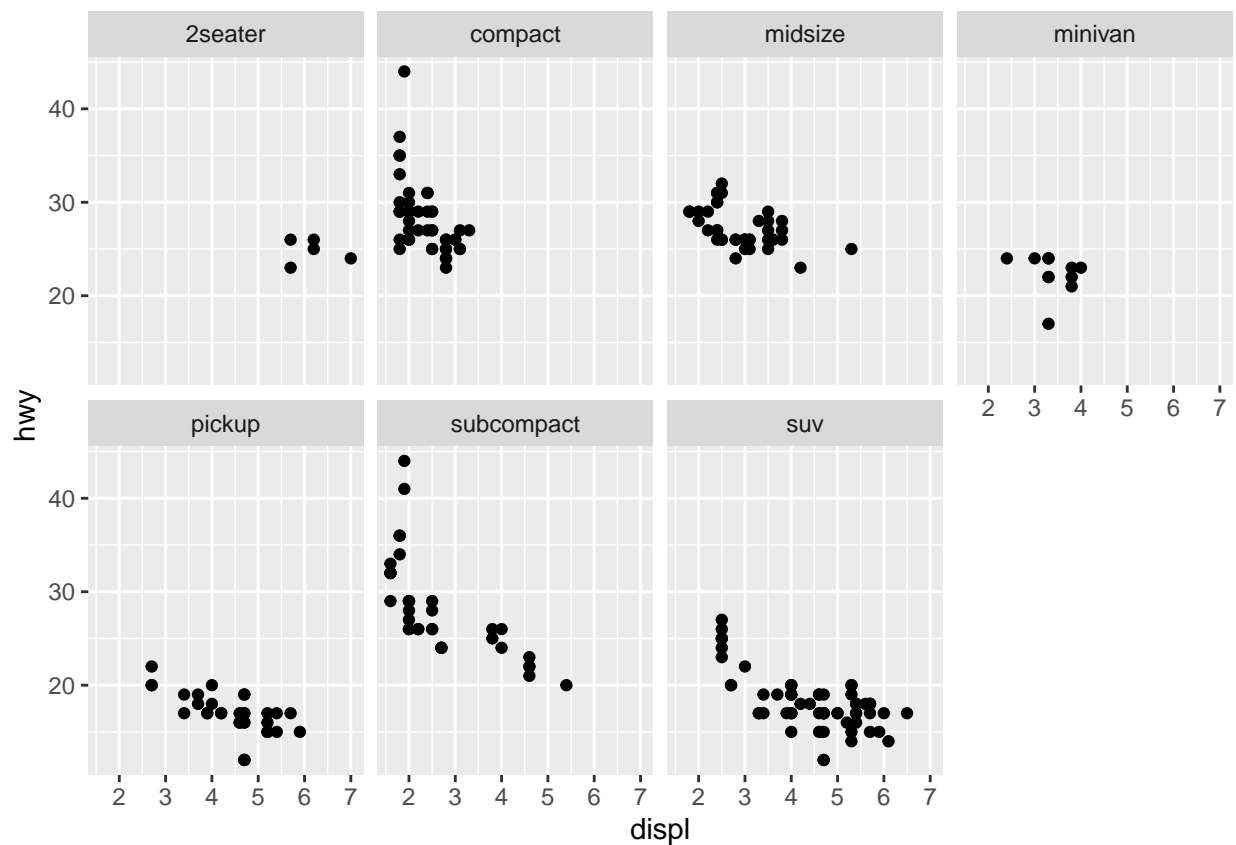 2seater compact midsize minivan
40
30
20
2 3 4 5 6 7
hwy
pickup subcompact suv
40
30
20
2 3 4 5 6 7 2 3 4 5 6 7 2 3 4 5 6 7
displ